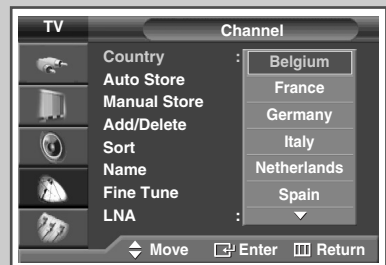 TV Channel
Country : Belgium
Auto Store France
Manual Store Germany
Add/Delete Italy
Sort Netherlands
Name Spain
Fine Tune
LNA :
Move Enter Return